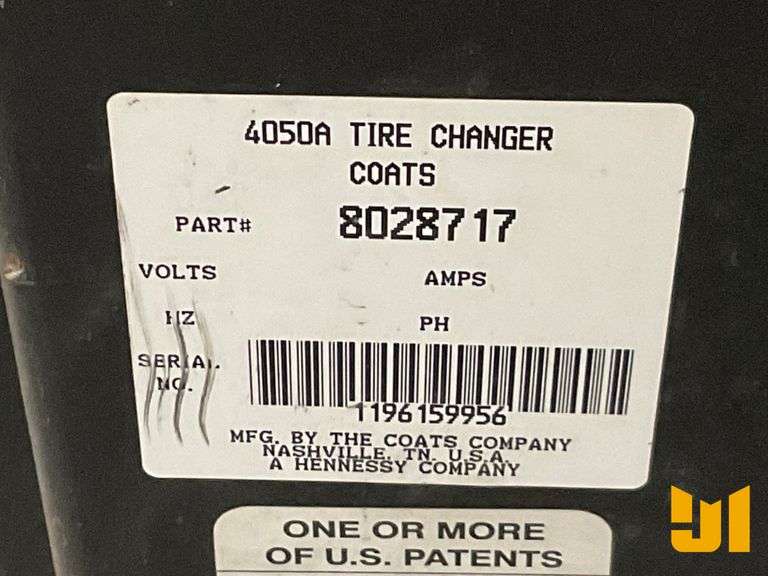 4050A TIRE CHANGER
COATS
PART# 8028717
VOLTS AMPS
HZ PH
SERIAL
NO.
1196159956
MFG. BY THE COATS COMPANY
NASHVILLE, TN. U.S.A.
A HENNESSY COMPANY
ONE OR MORE
OF U.S. PATENTS